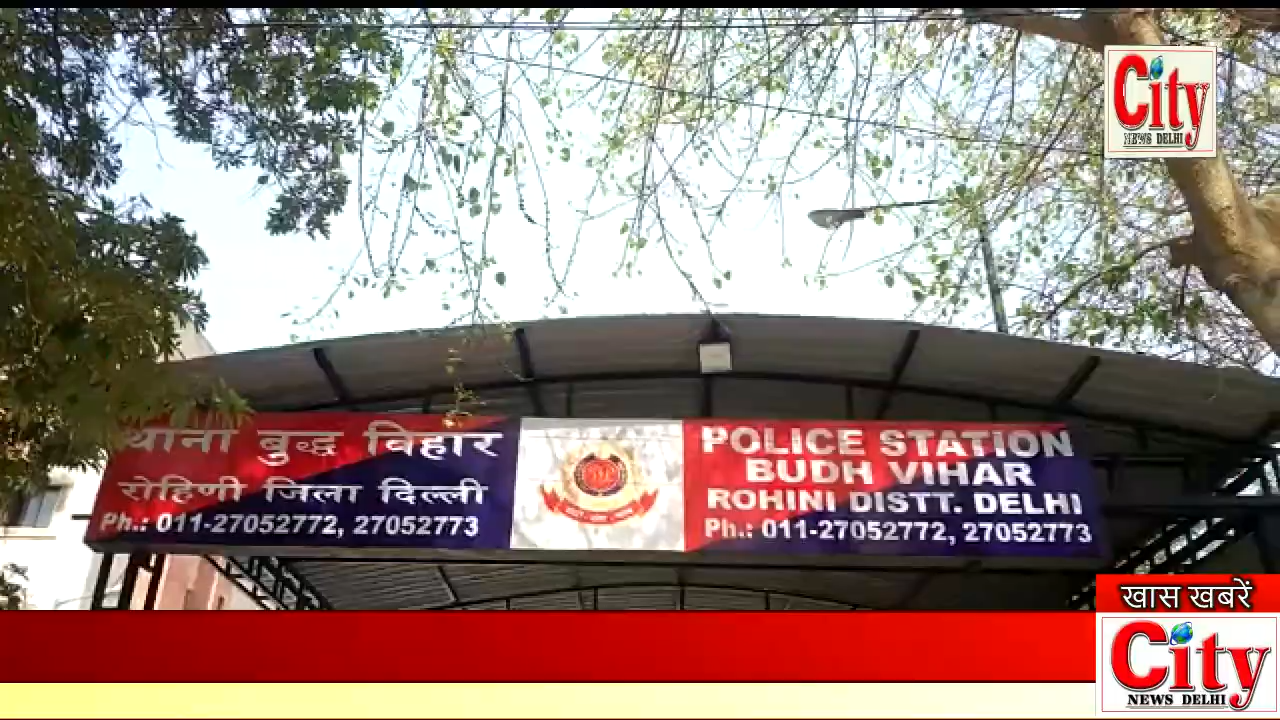 City
NEWS DELHI
थाना बुद्ध विहार
रोहिणी जिला दिल्ली
Ph.: 011-27052772, 27052773
POLICE STATION
BUDH VIHAR
ROHINI DISTT. DELHI
Ph.: 011-27052772, 27052773
खास खबरें
City
NEWS DELHI